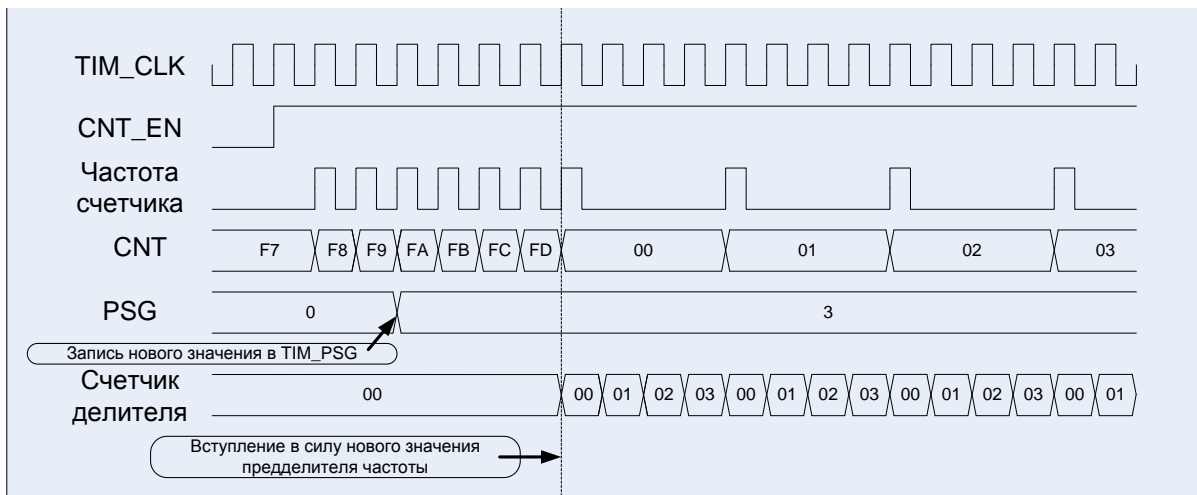 TIM_CLK
CNT_EN
Частота
счетчика
CNT
F7 F8 F9 FA FB FC FD 00 01 02 03
PSG
0 3
Запись нового значения в TIM_PSG
Счетчик
делителя
00 00 01 02 03 00 01 02 03 00 01 02 03 00 01
Вступление в силу нового значения
предделителя частоты